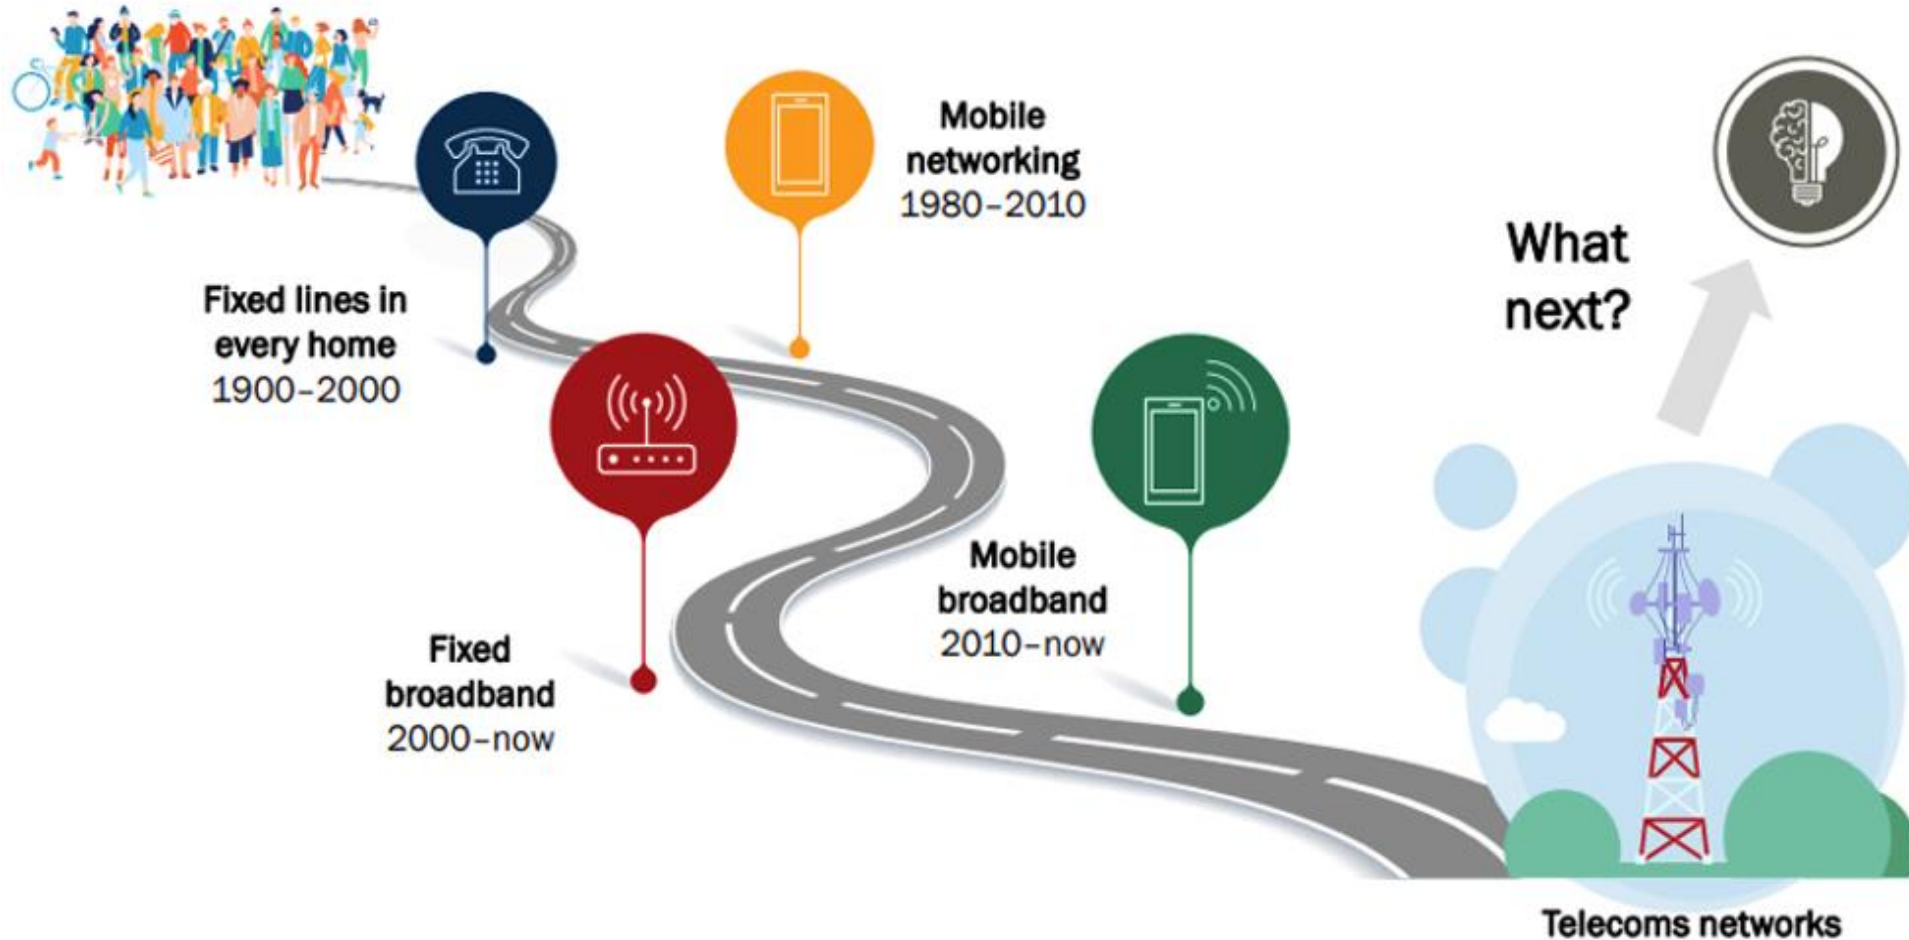 Fixed lines in
every home
1900–2000
Mobile
networking
1980–2010
Fixed
broadband
2000–now
Mobile
broadband
2010–now
What
next?
Telecoms networks